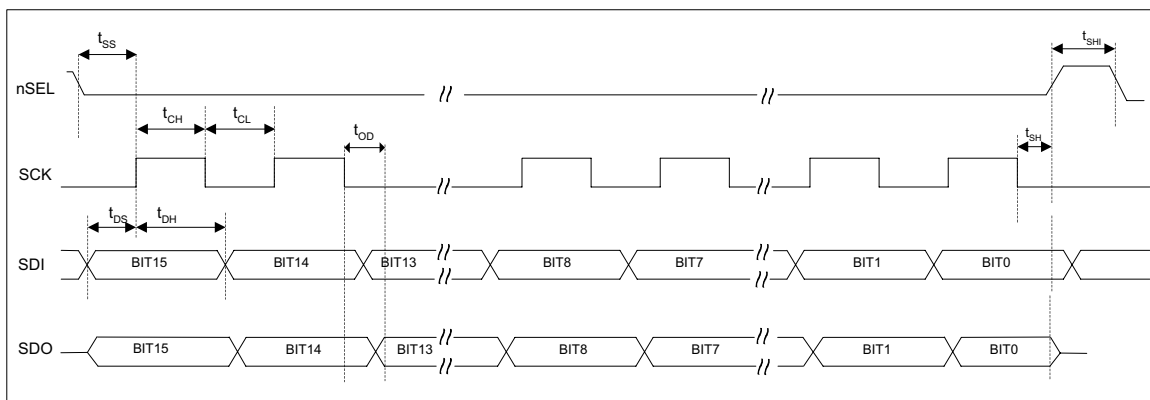 tSS
tSHI
nSEL
tCH
tCL
tOD
tSH
SCK
tDS
tDH
SDI
BIT15
BIT14
BIT13
BIT8
BIT7
BIT1
BIT0
SDO
BIT15
BIT14
BIT13
BIT8
BIT7
BIT1
BIT0